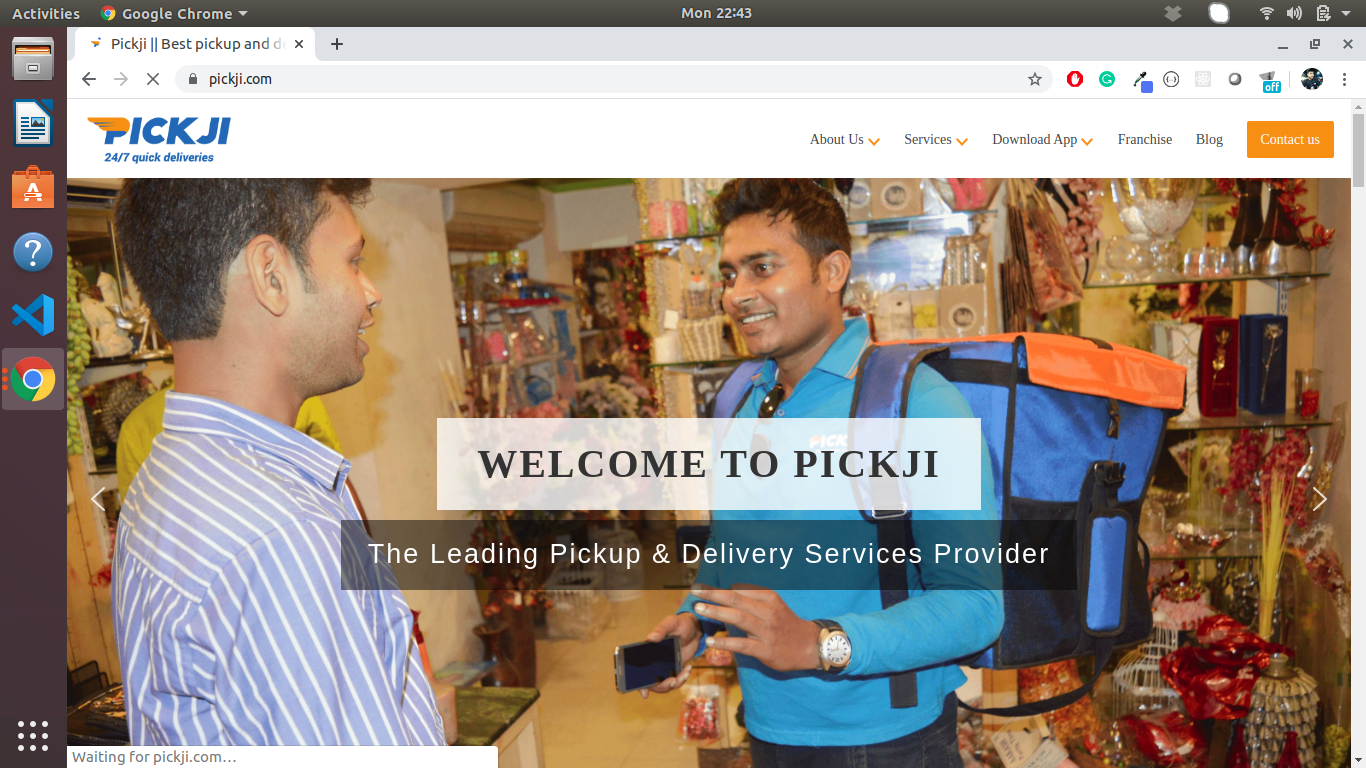 Activities Google Chrome Mon 22:43
Pickji || Best pickup and d
pickji.com
off
PICKJI
24/7 quick deliveries
About Us Services Download App Franchise Blog Contact us
PICK
WELCOME TO PICKJI
The Leading Pickup & Delivery Services Provider
Waiting for pickji.com…